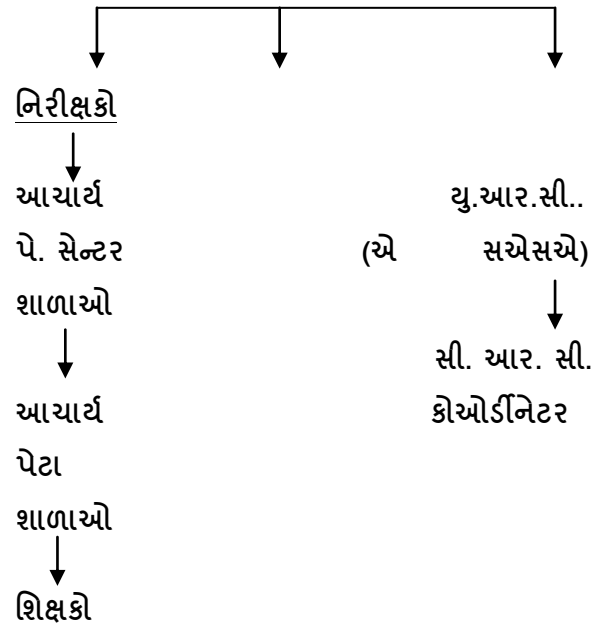 નિરીક્ષકો
આચાર્ય
પે. સેન્ટર
શાળાઓ
આચાર્ય
પેટા
શાળાઓ
શિક્ષકો
યુ.આર.સી..
(એ સએસએ)
સી. આર. સી.
કોઓર્ડીનેટર